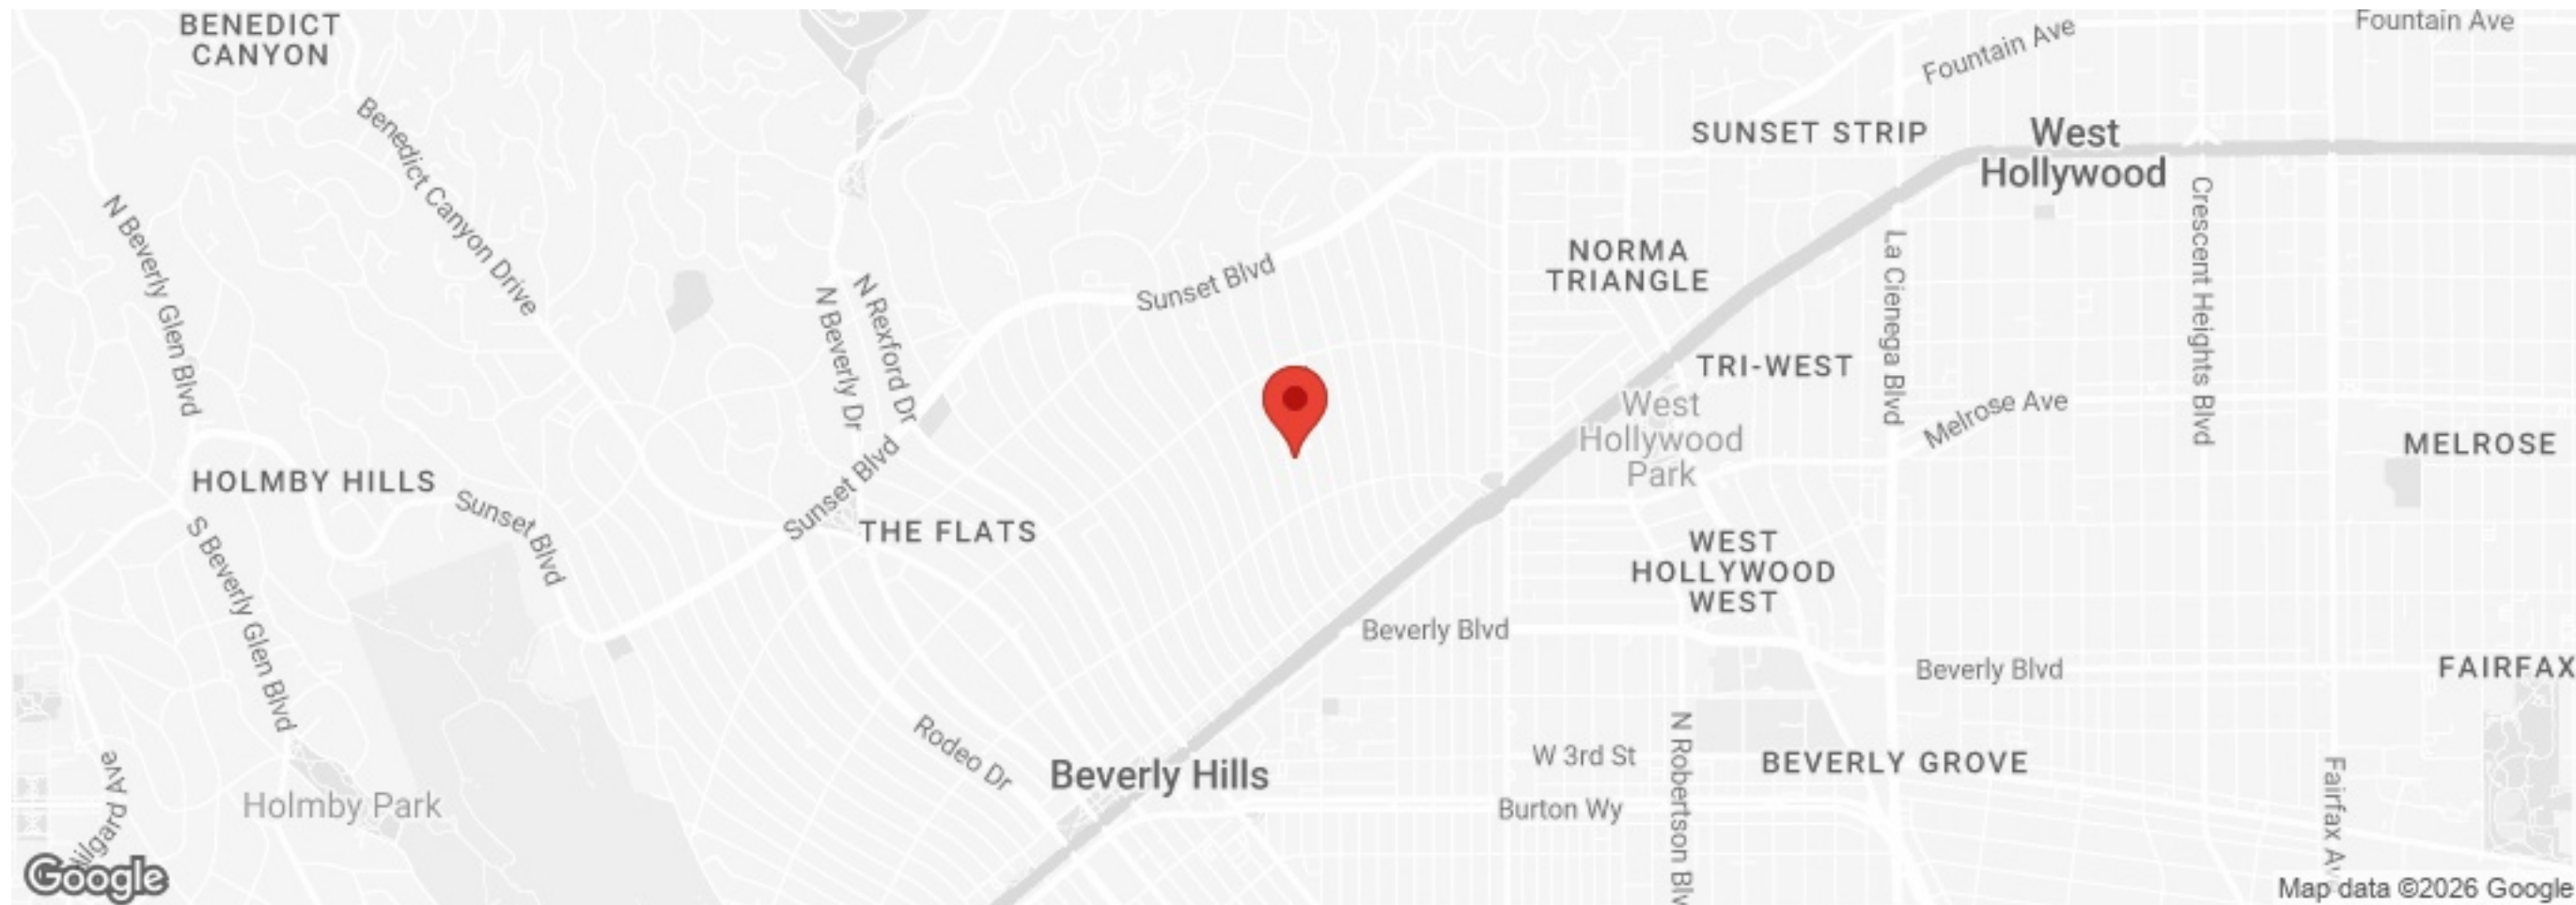 BENEDICT
CANYON
Fountain Ave
Fountain Ave
Benedict Canyon Drive
SUNSET STRIP
West
Hollywood
N Beverly Glen Blvd
Crescent Heights Blvd
La Cienega Blvd
NORMA
TRIANGLE
Sunset Blvd
N Rexford Dr
N Beverly Dr
TRI-WEST
West
Hollywood
Park
Melrose Ave
MELROSE
HOLMBY HILLS
Sunset Blvd
Sunset Blvd
THE FLATS
S Beverly Glen Blvd
WEST
HOLLYWOOD
WEST
Beverly Blvd
Beverly Blvd
FAIRFAX
Rodeo Dr
N Robertson Blv
W 3rd St
BEVERLY GROVE
Beverly Hills
Fairfax Av
Holmby Park
Burton Wy
ilgard Ave
Google
Map data ©2026 Google